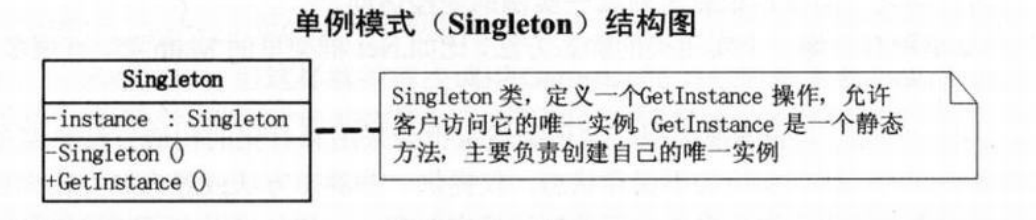 单例模式（Singleton）结构图
Singleton
-instance : Singleton
-Singleton()
+GetInstance()
Singleton 类，定义一个GetInstance 操作，允许
客户访问它的唯一实例。GetInstance 是一个静态
方法，主要负责创建自己的唯一实例